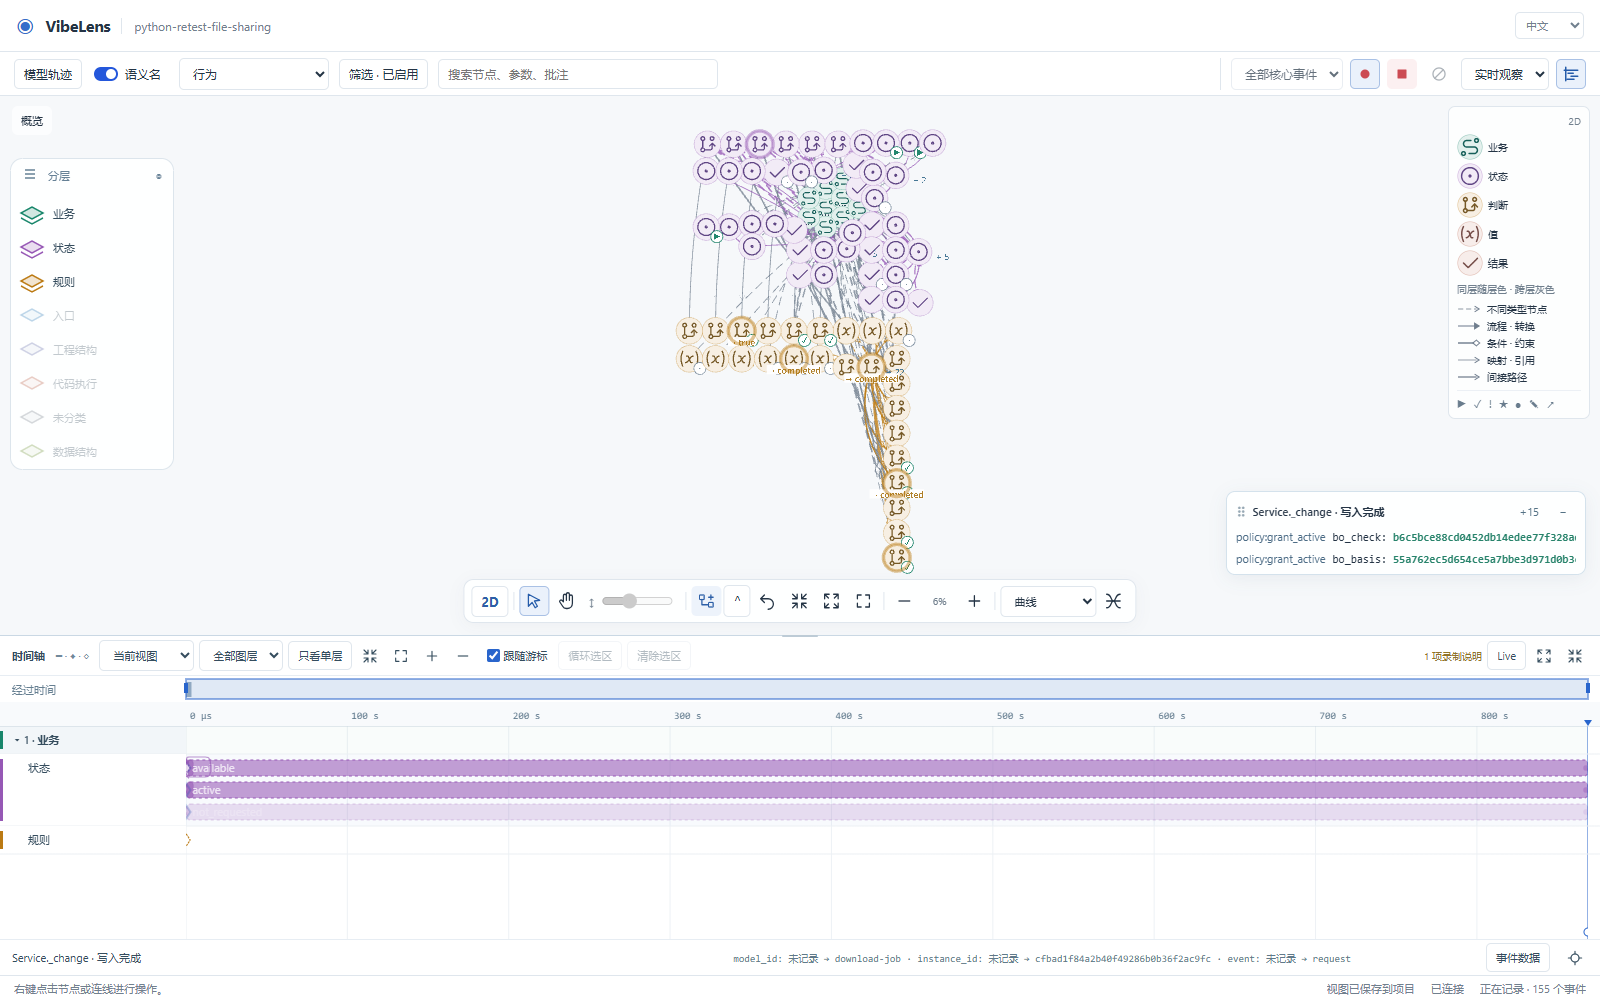 VibeLens
python-retest-file-sharing
中文
模型轨迹
语义名
行为
筛选 · 已启用
搜索节点、参数、批注
全部核心事件
实时观察
概览
分层
业务
状态
规则
入口
工程结构
代码执行
未分类
数据结构
2D
业务
状态
判断
(x) 值
结果
同层随层色 · 跨层灰色
不同类型节点
流程 · 转换
条件 · 约束
映射 · 引用
间接路径
+ 5
· true
· completed
→ completed
· completed
Service._change · 写入完成
+15
policy:grant_active bo_check: b6c5bce88cd0452db14edee77f328a
policy:grant_active bo_basis: 55a762ec5d654ce5a7bbe3d971d0b3
2D
6%
曲线
时间轴
当前视图
全部图层
只看单层
跟随游标
循环选区
清除选区
1 项录制说明
Live
经过时间
0 µs
100 s
200 s
300 s
400 s
500 s
600 s
700 s
800 s
1 · 业务
状态
available
active
规则
Service._change · 写入完成
model_id: 未记录 → download-job · instance_id: 未记录 → cfbad1f84a2b40f49286b0b36f2ac9fc · event: 未记录 → request
事件数据
右键点击节点或连线进行操作。
视图已保存到项目
已连接
正在记录 · 155 个事件